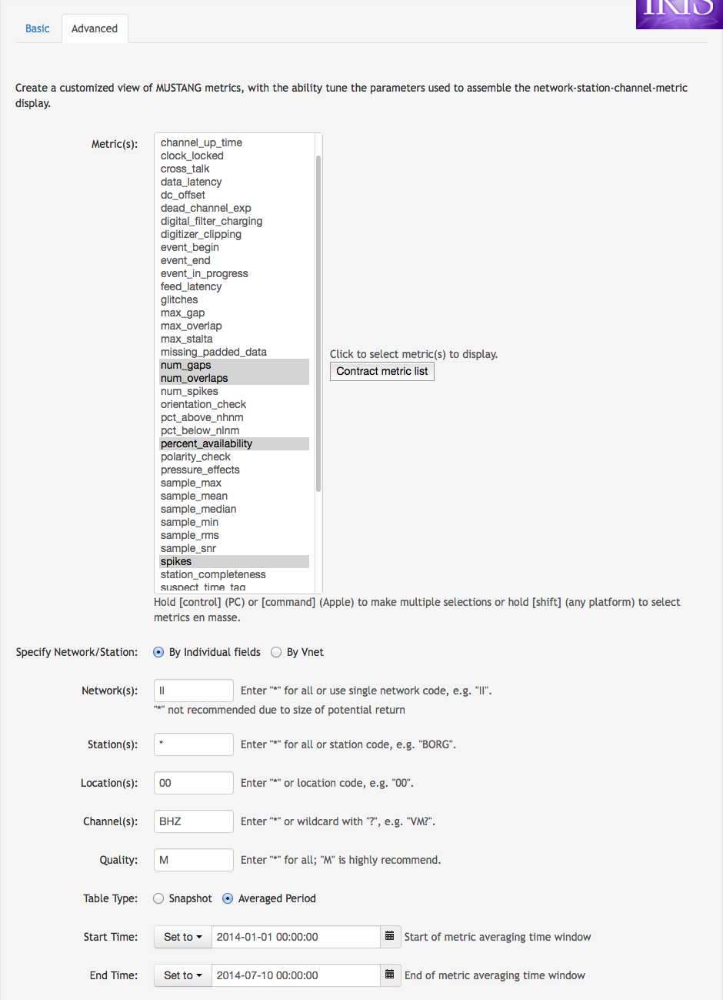 IRIS
Basic
Advanced
Create a customized view of MUSTANG metrics, with the ability tune the parameters used to assemble the network-station-channel-metric
display.
Metric(s):
channel_up_time
clock_locked
cross_talk
data_latency
dc_offset
dead_channel_exp
digital_filter_charging
digitizer_clipping
event_begin
event_end
event_in_progress
feed_latency
glitches
max_gap
max_overlap
max_stalta
missing_padded_data
num_gaps
num_overlaps
num_spikes
orientation_check
pct_above_nhnm
pct_below_nlnm
percent_availability
polarity_check
pressure_effects
sample_max
sample_mean
sample_median
sample_min
sample_rms
sample_snr
spikes
station_completeness
suspect_time_tag
Click to select metric(s) to display.
Contract metric list
Hold [control] (PC) or [command] (Apple) to make multiple selections or hold [shift] (any platform) to select
metrics en masse.
Specify Network/Station: By Individual fields By Vnet
Network(s): II Enter "*" for all or use single network code, e.g. "II".
"*" not recommended due to size of potential return
Station(s): * Enter "*" for all or station code, e.g. "BORG".
Location(s): 00 Enter "*" or location code, e.g. "00".
Channel(s): BHZ Enter "*" or wildcard with "?", e.g. "VM?".
Quality: M Enter "*" for all; "M" is highly recommend.
Table Type: Snapshot Averaged Period
Start Time: Set to 2014-01-01 00:00:00 Start of metric averaging time window
End Time: Set to 2014-07-10 00:00:00 End of metric averaging time window